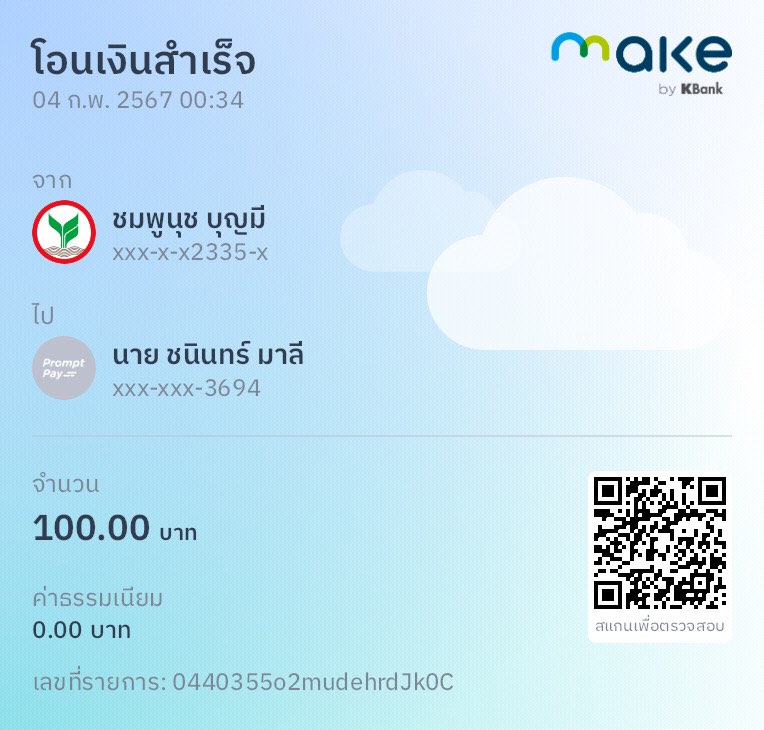 โอนเงินสำเร็จ
04 ก.พ. 2567 00:34
make
by KBank
จาก
ชมพูนุช บุญมี
xxx-x-x2335-x
ไป
Prompt
Pay
นาย ชนินทร์ มาลี
xxx-xxx-3694
จำนวน
100.00 บาท
ค่าธรรมเนียม
0.00 บาท
สแกนเพื่อตรวจสอบ
เลขที่รายการ: 0440355o2mudehrdJk0C